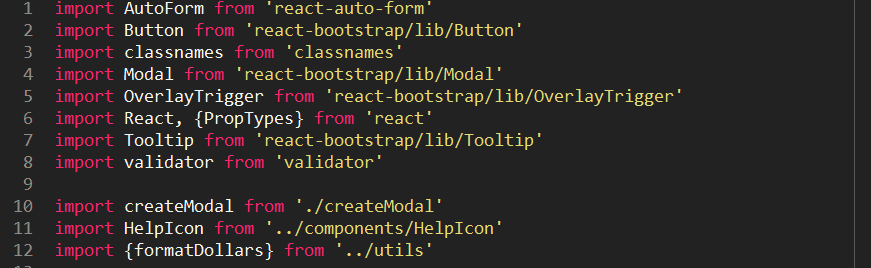 1 import AutoForm from 'react-auto-form'
2 import Button from 'react-bootstrap/lib/Button'
3 import classnames from 'classnames'
4 import Modal from 'react-bootstrap/lib/Modal'
5 import OverlayTrigger from 'react-bootstrap/lib/OverlayTrigger'
6 import React, {PropTypes} from 'react'
7 import Tooltip from 'react-bootstrap/lib/Tooltip'
8 import validator from 'validator'
9
10 import createModal from './createModal'
11 import HelpIcon from '../components/HelpIcon'
12 import {formatDollars} from '../utils'